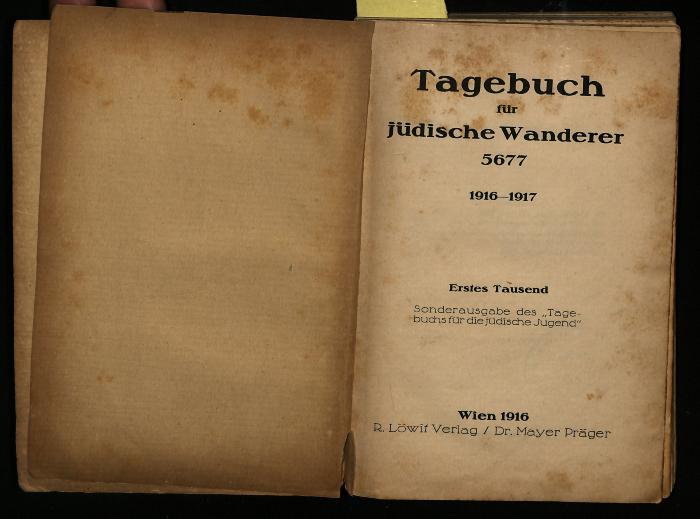 Tagebuch
für
jüdische Wanderer
5677
1916—1917
Erstes Tausend
Sonderausgabe des „Tage-
buchs für die jüdische Jugend"
Wien 1916
R. Löwit Verlag / Dr. Mayer Präger